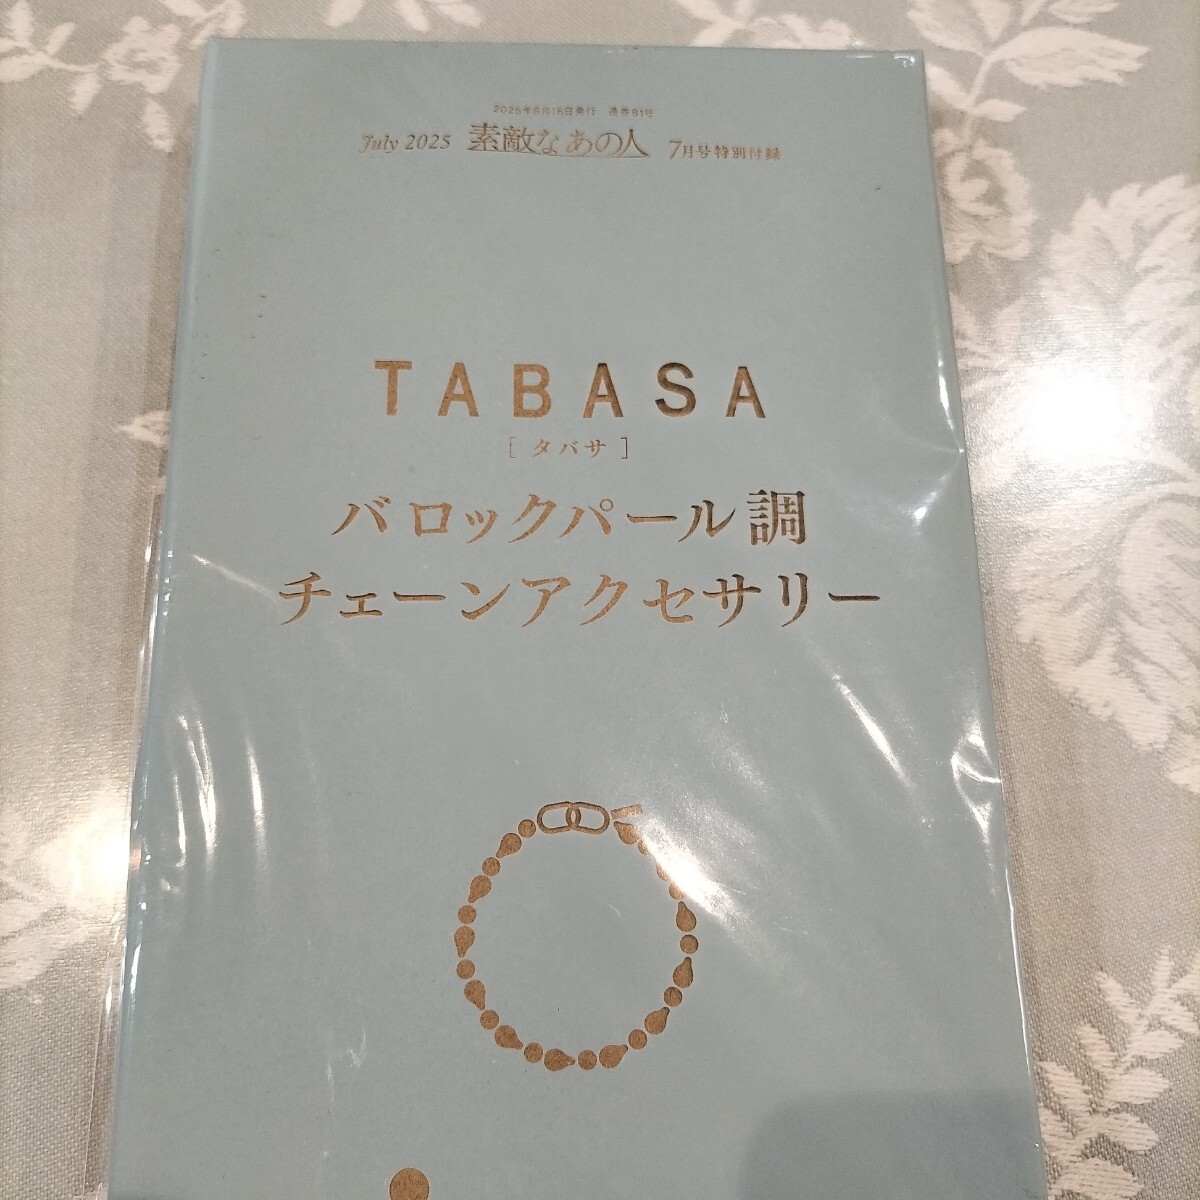 2025年6月16日発行 通巻81号
July 2025 素敵なあの人 7月号特別付録
TABASA
[タバサ]
バロックパール調
チェーンアクセサリー